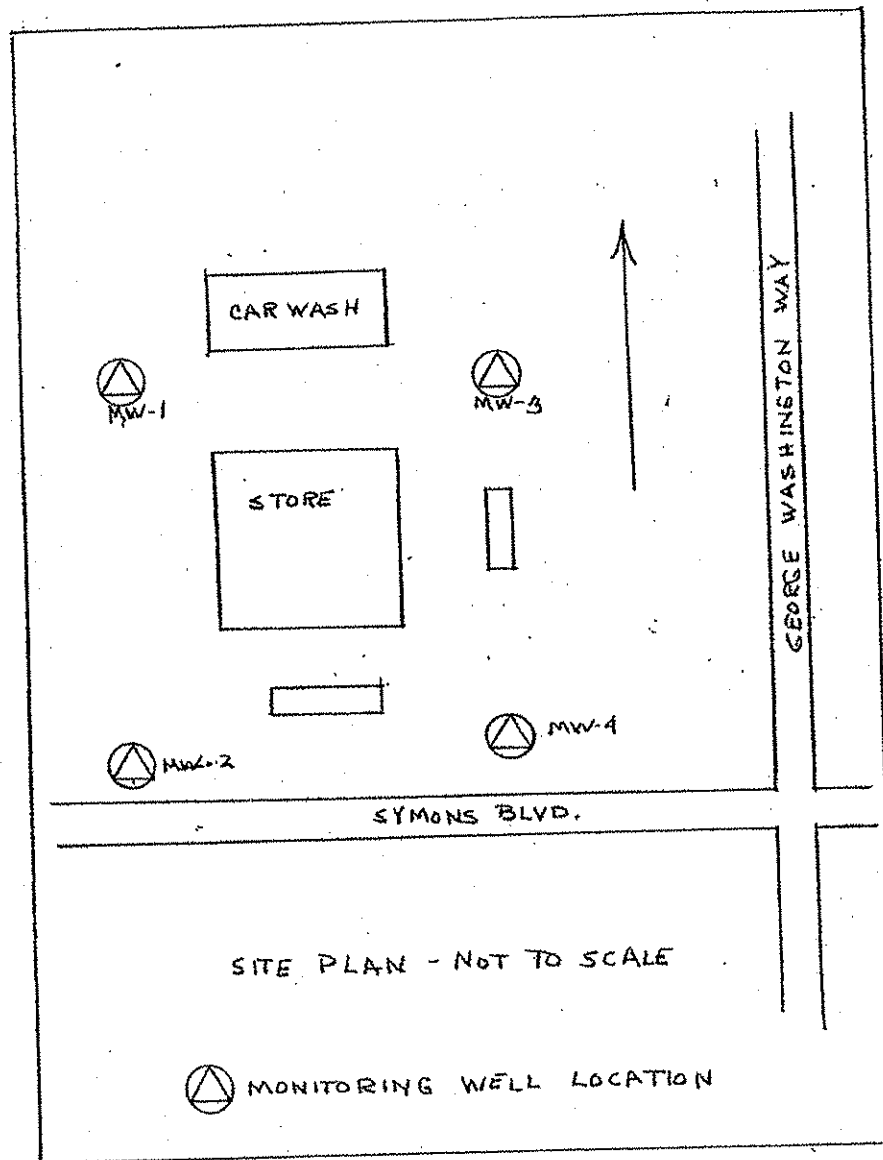 CAR WASH
MW-1
MW-3
STORE
GEORGE WASHINGTON WAY
MW-2
MW-4
SYMONS BLVD.
SITE PLAN - NOT TO SCALE
MONITORING WELL LOCATION